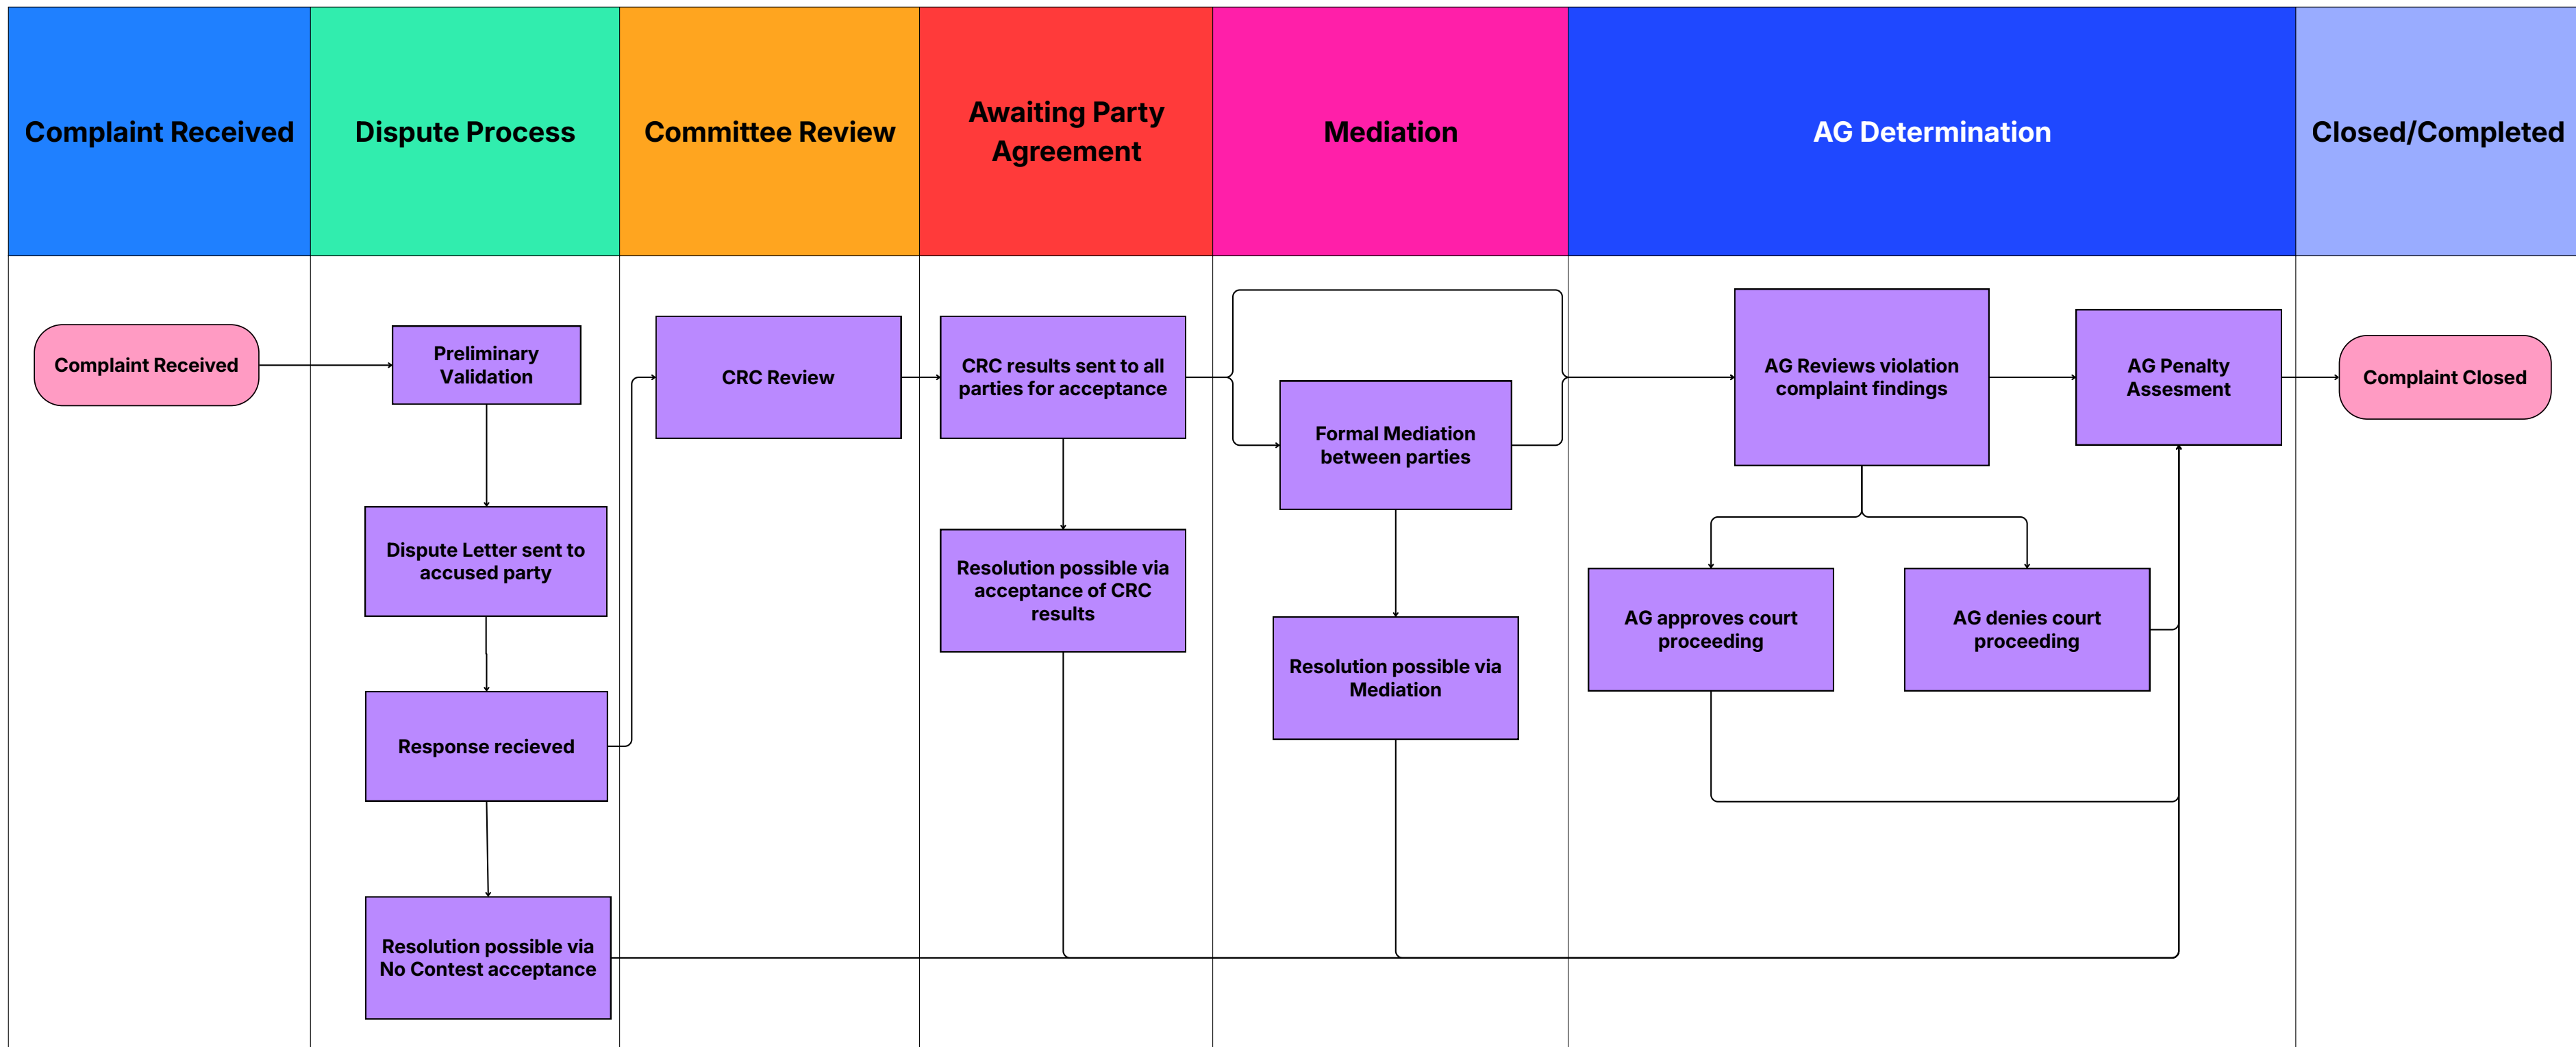 Complaint Received
Dispute Process
Committee Review
Awaiting Party
Agreement
Mediation
AG Determination
Closed/Completed
Complaint Received
Preliminary
Validation
Dispute Letter sent to
accused party
Response recieved
Resolution possible via
No Contest acceptance
CRC Review
CRC results sent to all
parties for acceptance
Resolution possible via
acceptance of CRC
results
Formal Mediation
between parties
Resolution possible via
Mediation
AG Reviews violation
complaint findings
AG approves court
proceeding
AG denies court
proceeding
AG Penalty
Assesment
Complaint Closed